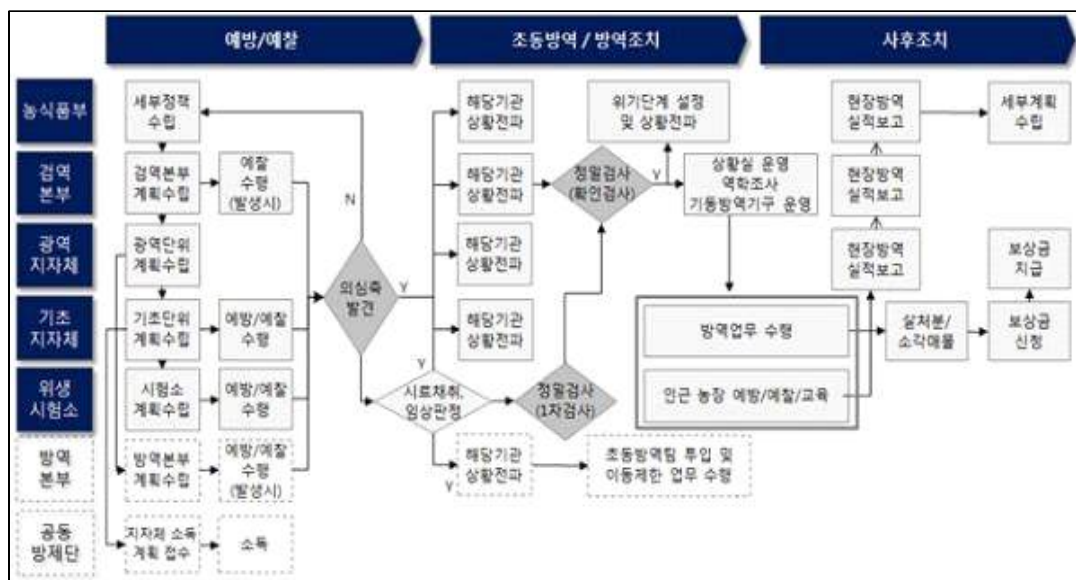 예방/예찰
초동방역 / 방역조치
사후조치
농식품부
세부정책
수립
해당기관
상황전파
위기단계 설정
및 상황전파
현장방역
실적보고
세부계획
수립
검역
본부
검역본부
계획수립
예찰
수행
(발생시)
N
해당기관
상황전파
정밀검사
(확인검사)
Y
상황실 운영
역학조사
기동방역기구 운영
현장방역
실적보고
광역
지자체
광역단위
계획수립
해당기관
상황전파
현장방역
실적보고
보상금
지급
의심축
발견
Y
기초
지자체
기초단위
계획수립
예방/예찰
수행
해당기관
상황전파
방역업무 수행
살처분/
소각매몰
보상금
신청
Y
위생
시험소
시험소
계획수립
예방/예찰
수행
시료채취,
임상판정
정밀검사
(1차검사)
인근 농장 예방/예찰/교육
방역
본부
방역본부
계획수립
예방/예찰
수행
(발생시)
Y
해당기관
상황전파
초동방역팀 투입 및
이동제한 업무 수행
공동
방제단
지자체 소독
계획 접수
소독